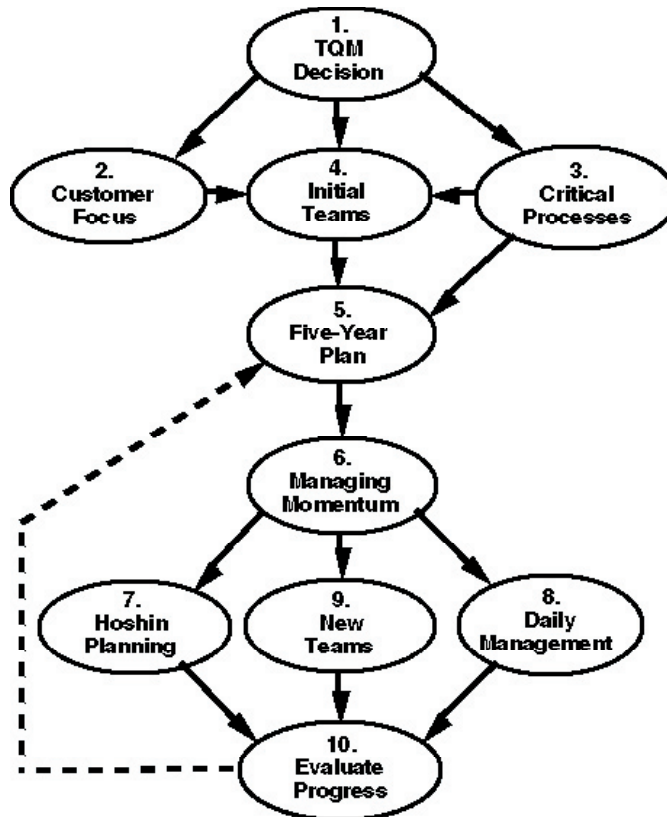 1.
TQM
Decision
2.
Customer
Focus
4.
Initial
Teams
3.
Critical
Processes
5.
Five-Year
Plan
6.
Managing
Momentum
7.
Hoshin
Planning
9.
New
Teams
8.
Daily
Management
10.
Evaluate
Progress